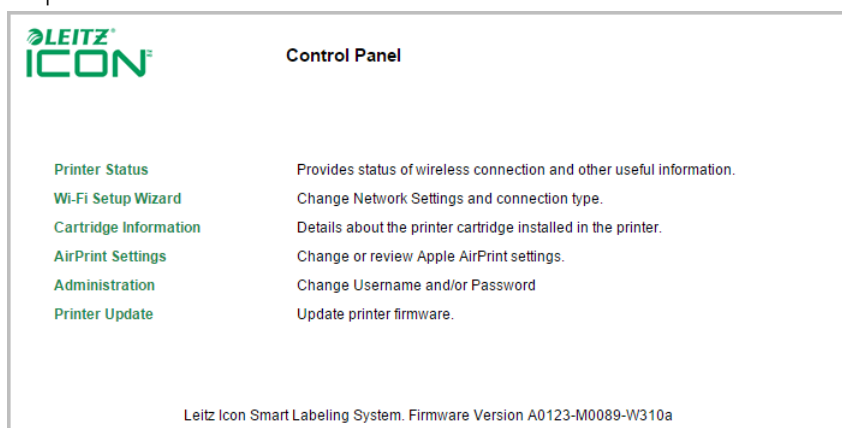 LEITZ®
ICON™
Control Panel
Printer Status Provides status of wireless connection and other useful information.
Wi-Fi Setup Wizard Change Network Settings and connection type.
Cartridge Information Details about the printer cartridge installed in the printer.
AirPrint Settings Change or review Apple AirPrint settings.
Administration Change Username and/or Password
Printer Update Update printer firmware.
Leitz Icon Smart Labeling System. Firmware Version A0123-M0089-W310a